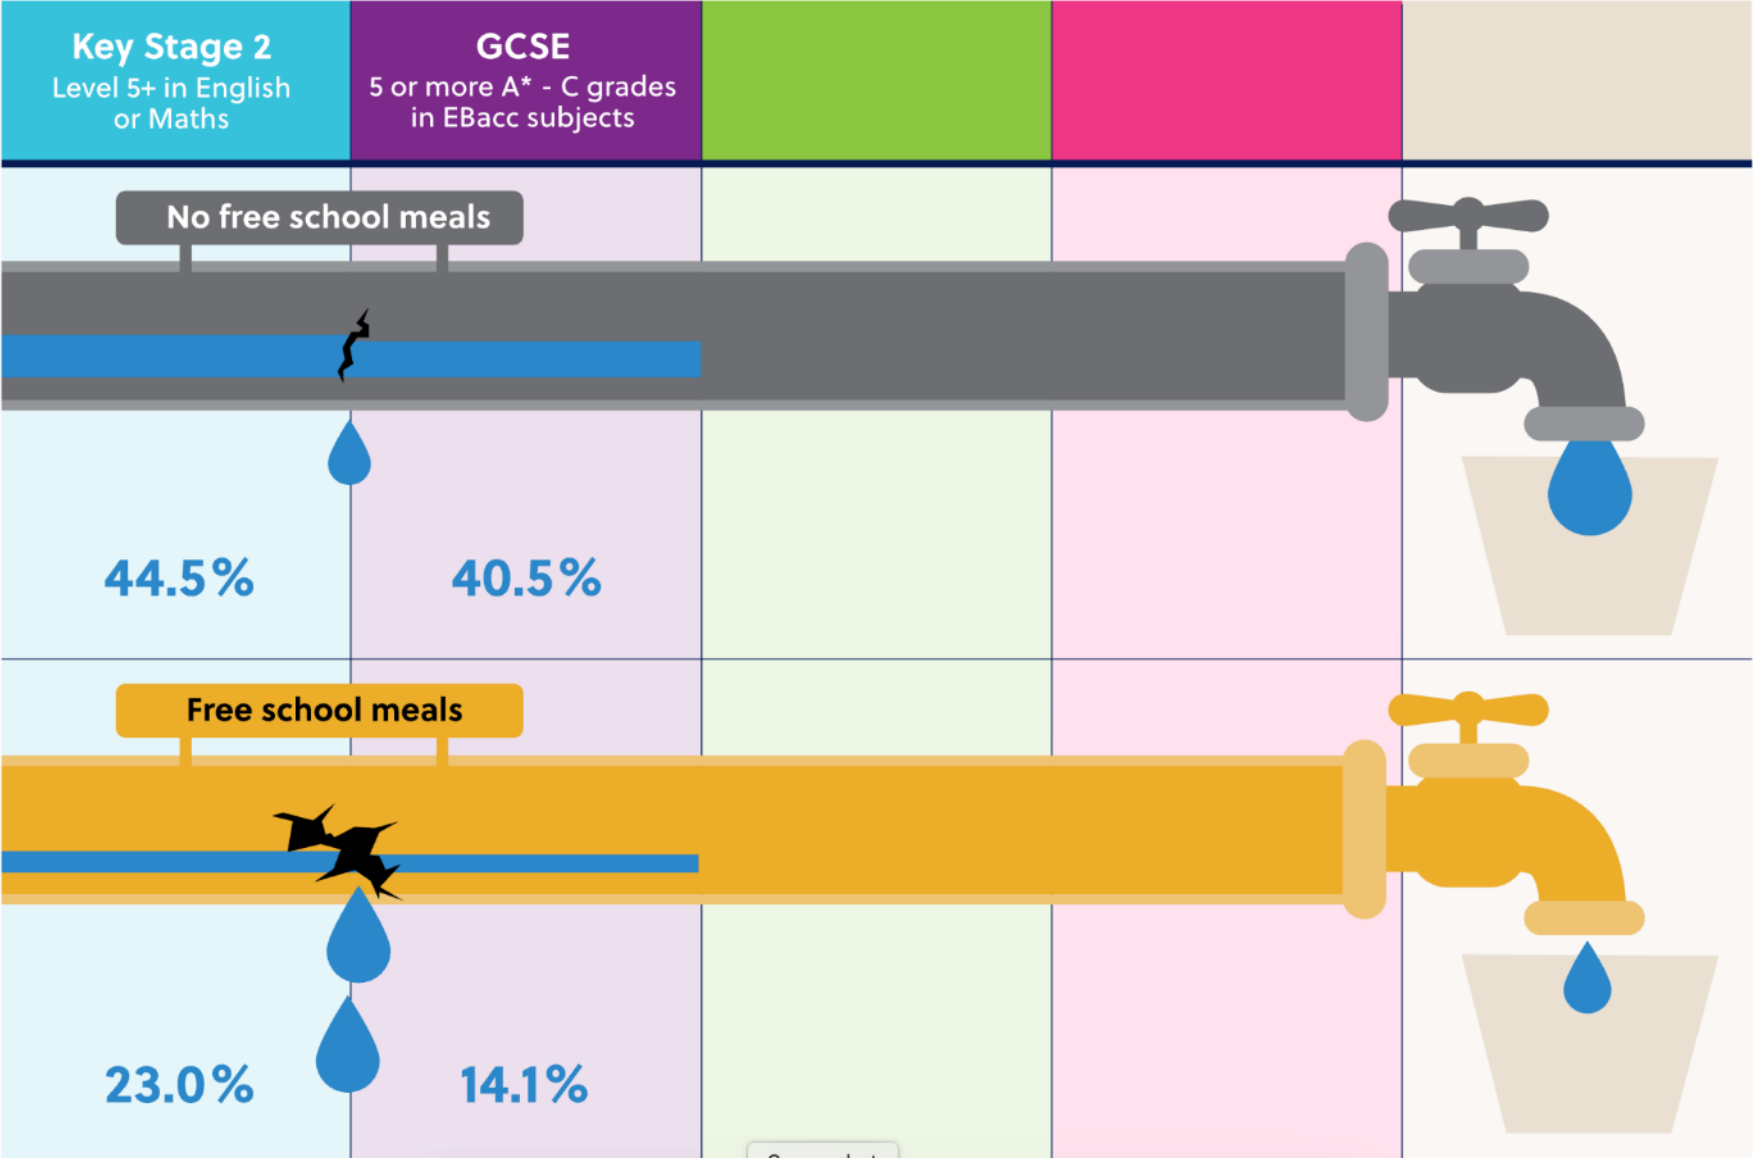 Key Stage 2
Level 5+ in English
or Maths
GCSE
5 or more A* - C grades
in EBacc subjects
No free school meals
44.5%
40.5%
Free school meals
23.0%
14.1%